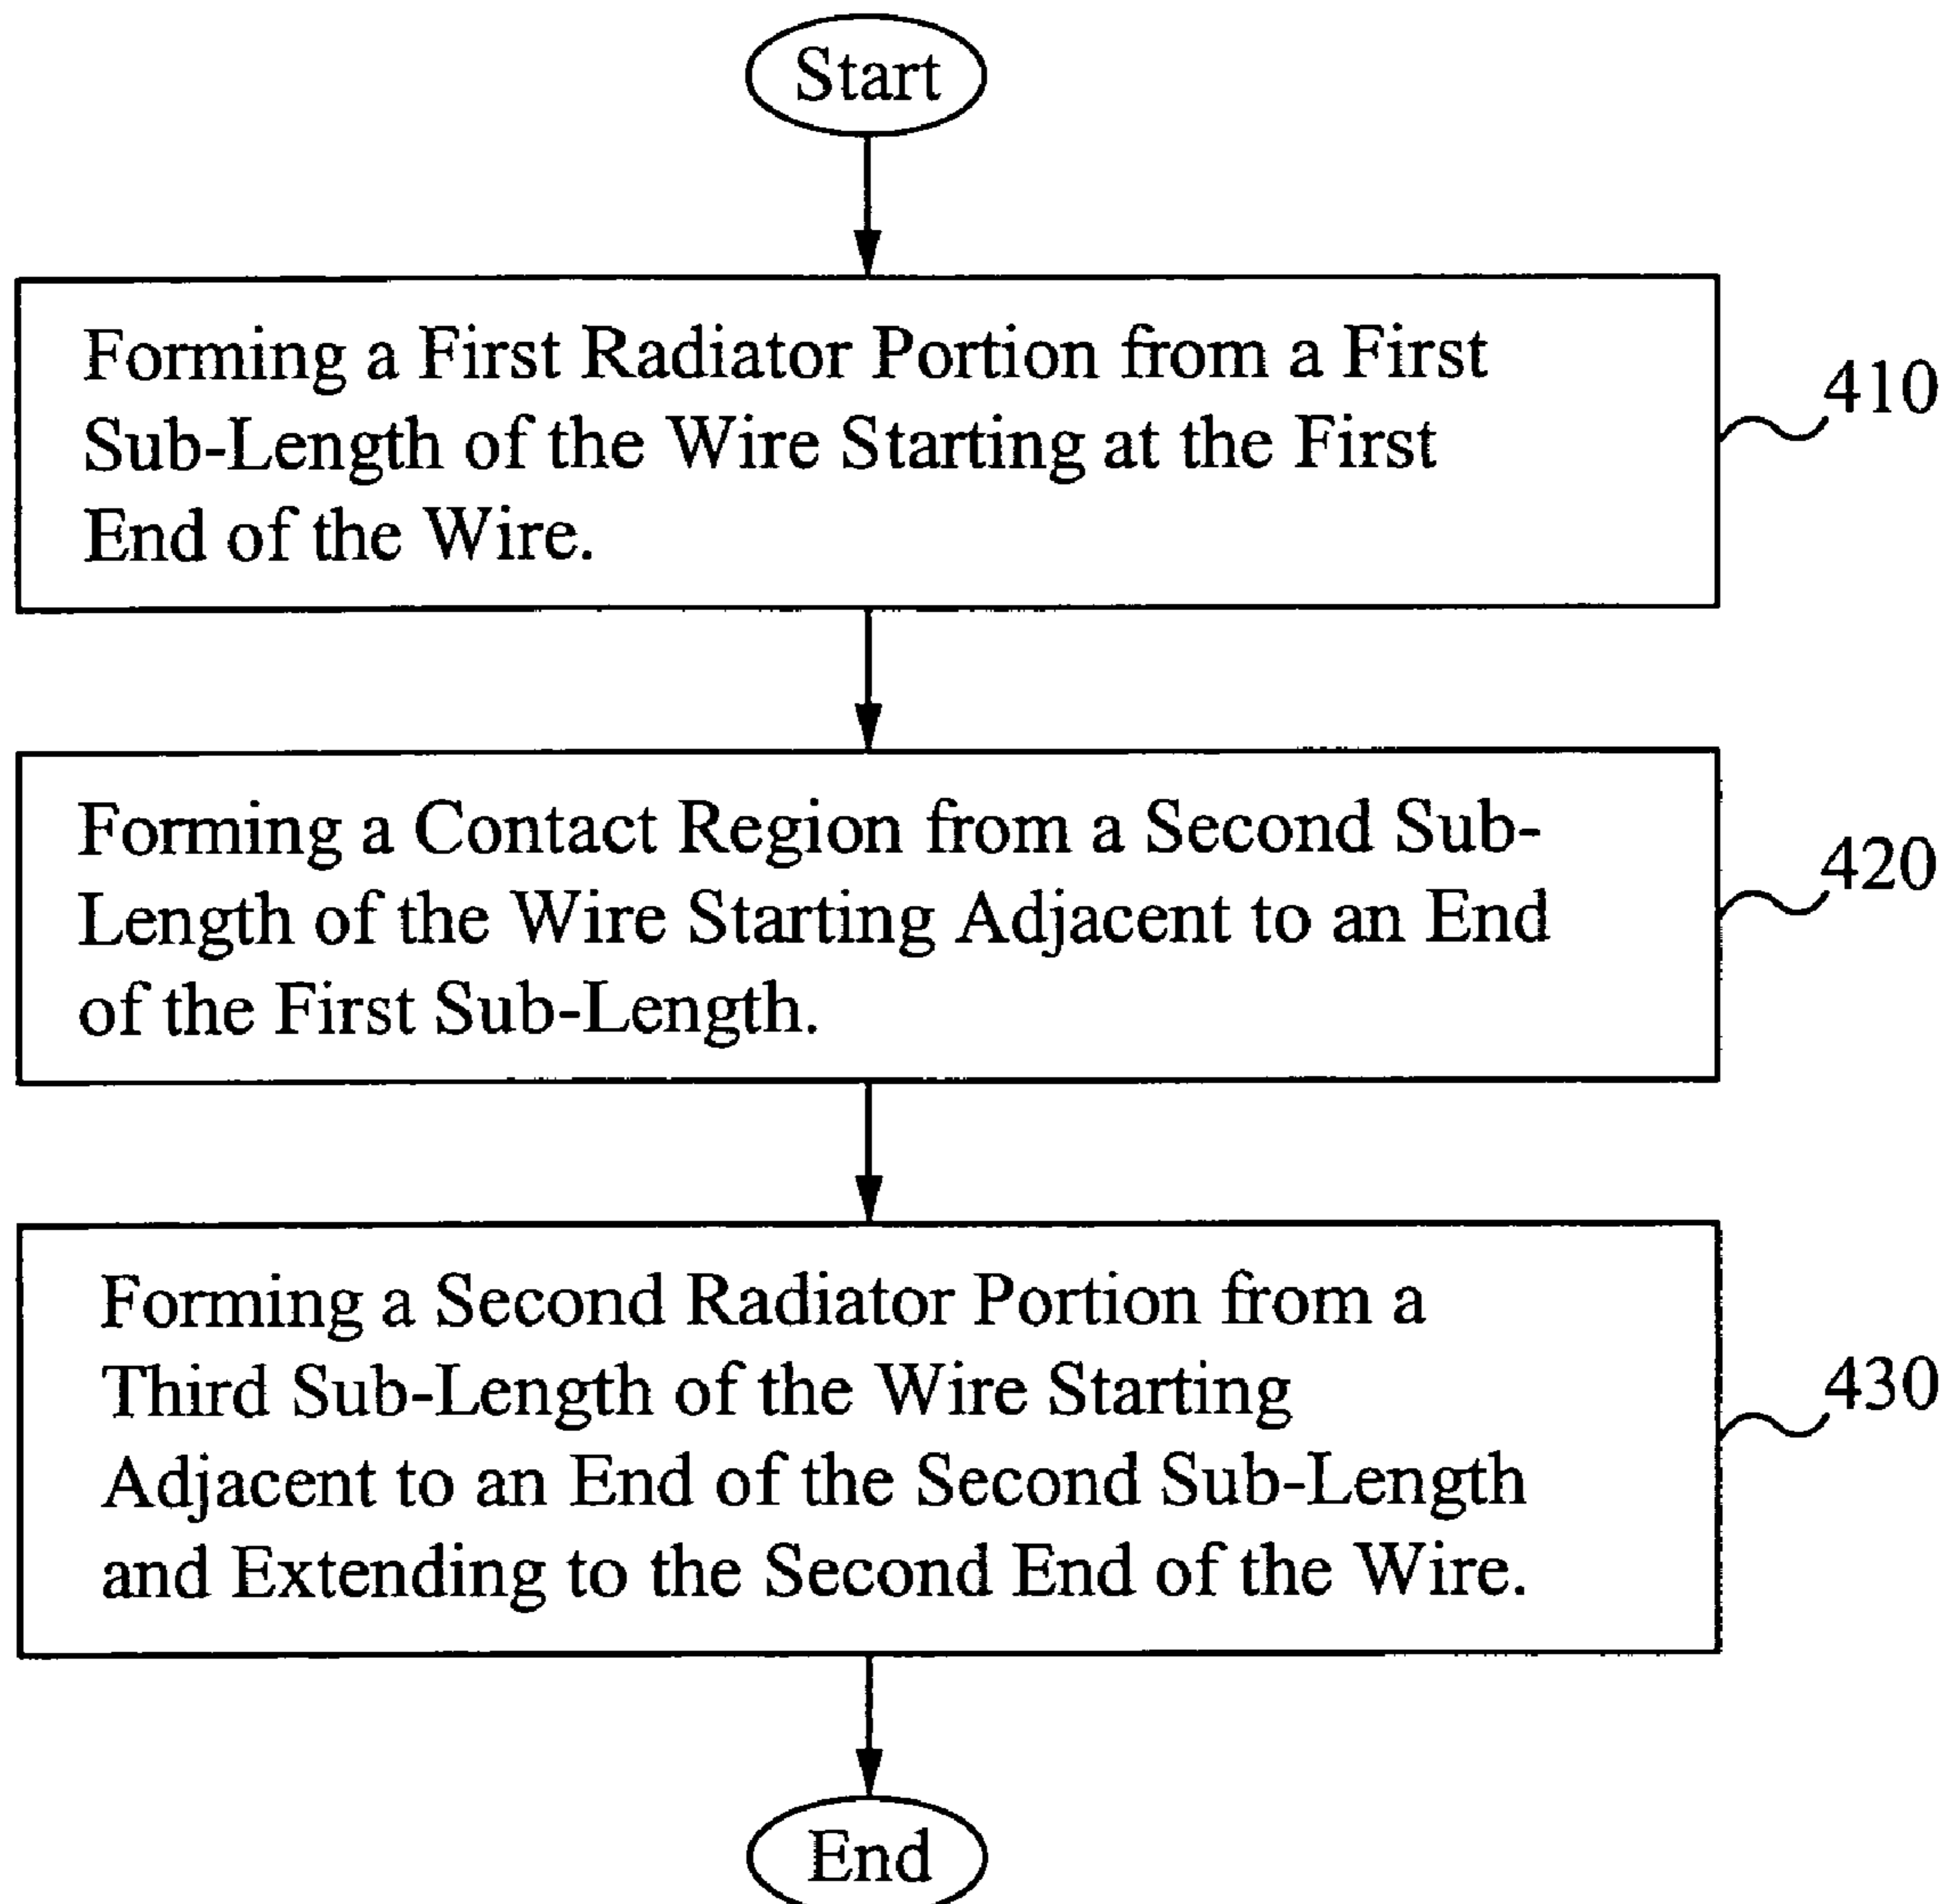 Start
Forming a First Radiator Portion from a First
Sub-Length of the Wire Starting at the First
End of the Wire.
410
Forming a Contact Region from a Second Sub-
Length of the Wire Starting Adjacent to an End
of the First Sub-Length.
420
Forming a Second Radiator Portion from a
Third Sub-Length of the Wire Starting
Adjacent to an End of the Second Sub-Length
and Extending to the Second End of the Wire.
430
End